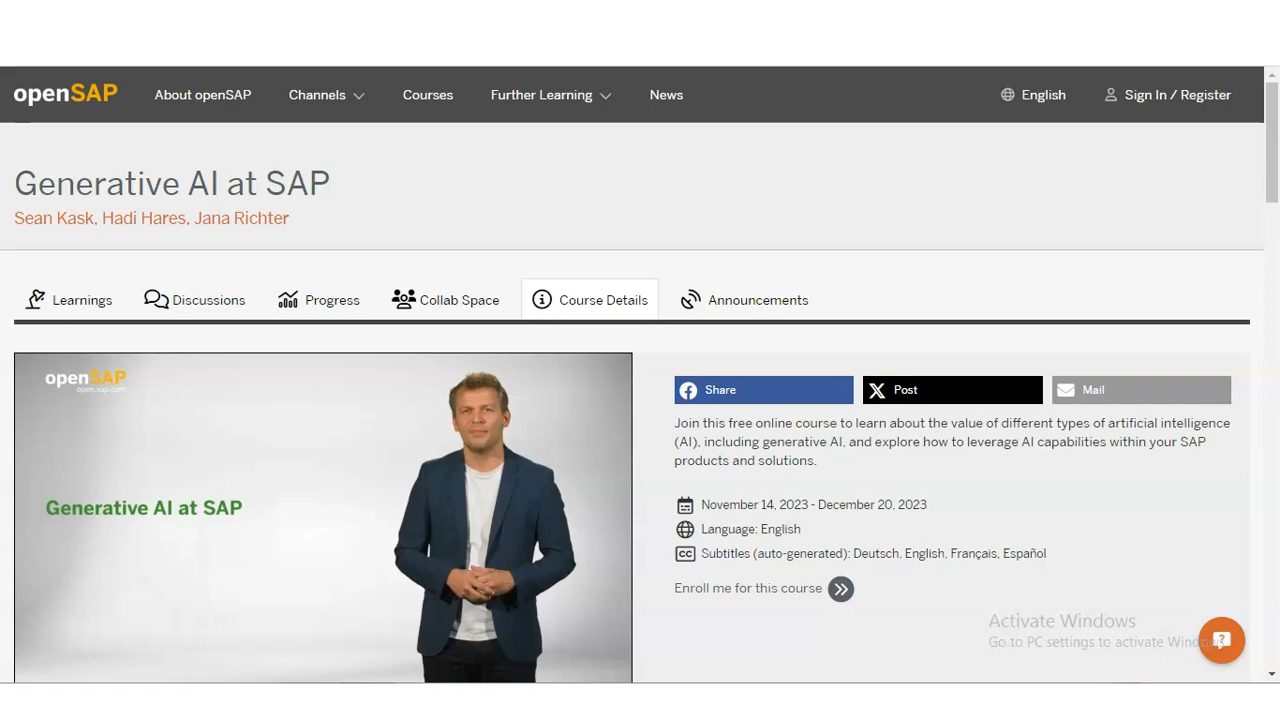 openSAP
About openSAP
Channels
Courses
Further Learning
News
English
Sign In / Register
Generative AI at SAP
Sean Kask, Hadi Hares, Jana Richter
Learnings
Discussions
Progress
Collab Space
Course Details
Announcements
openSAP
open.sap.com
Generative AI at SAP
Share
Post
Mail
Join this free online course to learn about the value of different types of artificial intelligence
(AI), including generative AI, and explore how to leverage AI capabilities within your SAP
products and solutions.
November 14, 2023 - December 20, 2023
Language: English
CC Subtitles (auto-generated): Deutsch, English, Français, Español
Enroll me for this course
Activate Windows
Go to PC settings to activate Windows.